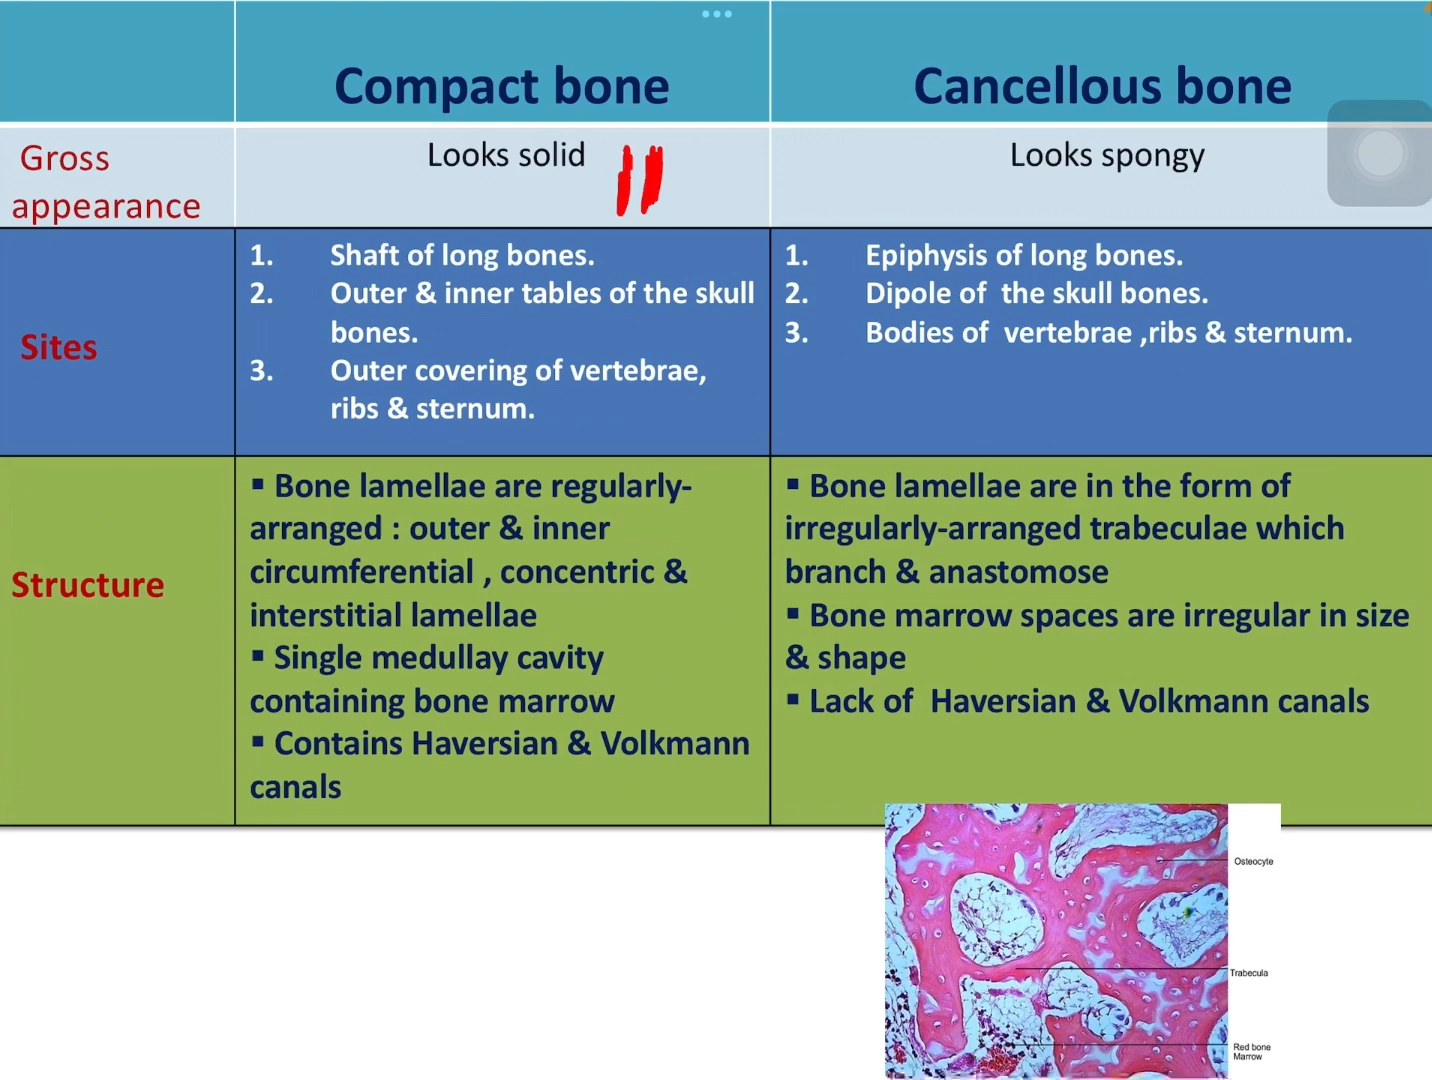 Compact bone
Cancellous bone
Gross
appearance
Looks solid
Looks spongy
Sites
1. Shaft of long bones.
2. Outer & inner tables of the skull
bones.
3. Outer covering of vertebrae,
ribs & sternum.
1. Epiphysis of long bones.
2. Dipole of the skull bones.
3. Bodies of vertebrae ,ribs & sternum.
Structure
▪ Bone lamellae are regularly-
arranged : outer & inner
circumferential , concentric &
interstitial lamellae
▪ Single medullay cavity
containing bone marrow
▪ Contains Haversian & Volkmann
canals
▪ Bone lamellae are in the form of
irregularly-arranged trabeculae which
branch & anastomose
▪ Bone marrow spaces are irregular in size
& shape
▪ Lack of Haversian & Volkmann canals
Osteocyte
Trabecula
Red bone
Marrow